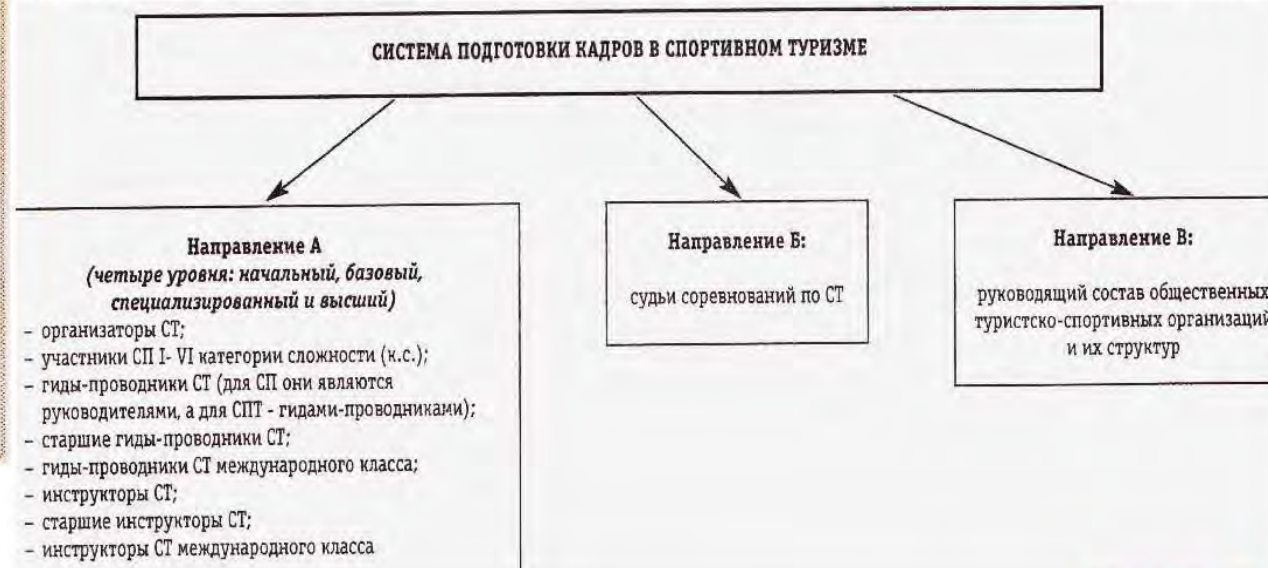 СИСТЕМА ПОДГОТОВКИ КАДРОВ В СПОРТИВНОМ ТУРИЗМЕ
Направление А
(четыре уровня: начальный, базовый,
специализированный и высший)
– организаторы СТ;
– участники СП I- VI категории сложности (к.с.);
– гиды-проводники СТ (для СП они являются
руководителями, а для СПТ - гидами-проводниками);
– старшие гиды-проводники СТ;
– гиды-проводники СТ международного класса;
– инструкторы СТ;
– старшие инструкторы СТ;
– инструкторы СТ международного класса
Направление Б:
судьи соревнований по СТ
Направление В:
руководящий состав общественных
туристско-спортивных организаций
и их структур